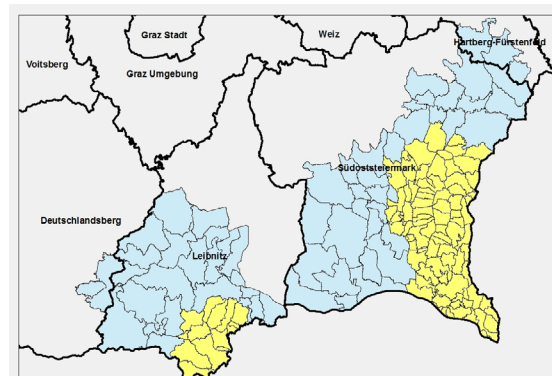 Graz Stadt
Weiz
Hartberg-Fürstenfeld
Voitsberg
Graz Umgebung
Südoststeiermark
Deutschlandsberg
Leibnitz